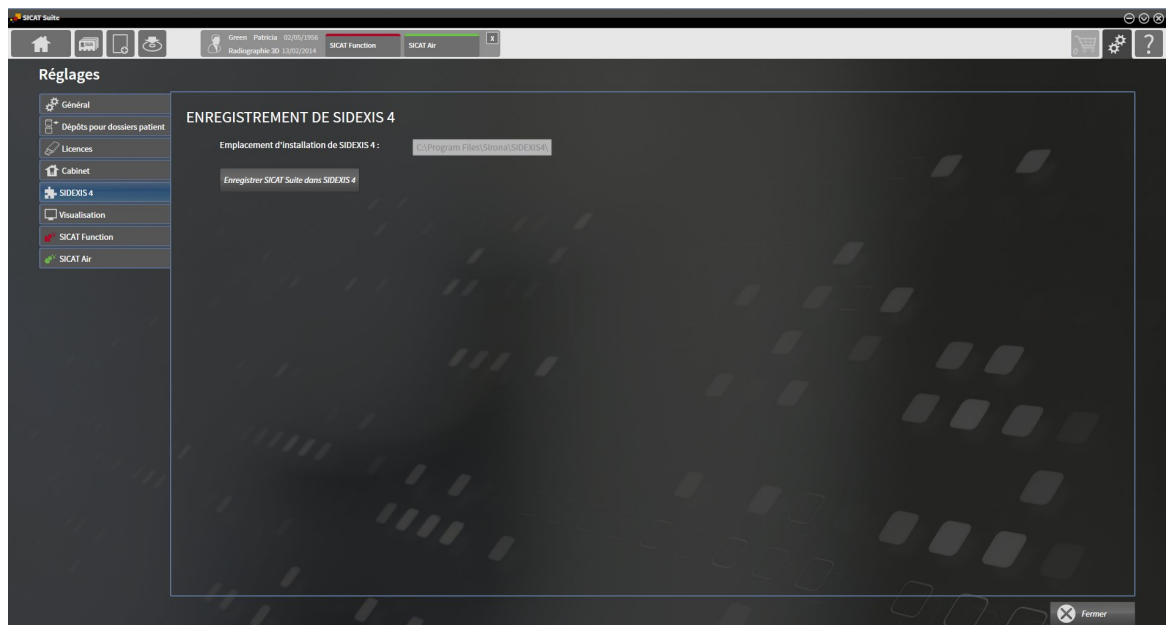 SICAT Suite
Green Patricia 02/05/1956
Radiographie 3D 13/02/2014
SICAT Function
SICAT Air
X
0
?
Réglages
Général
Dépôts pour dossiers patient
Licences
Cabinet
SIDEXIS 4
Visualisation
SICAT Function
SICAT Air
ENREGISTREMENT DE SIDEXIS 4
Emplacement d'installation de SIDEXIS 4 :
C:\Program Files\Sirona\SIDEXIS4\
Enregistrer SICAT Suite dans SIDEXIS 4
Fermer